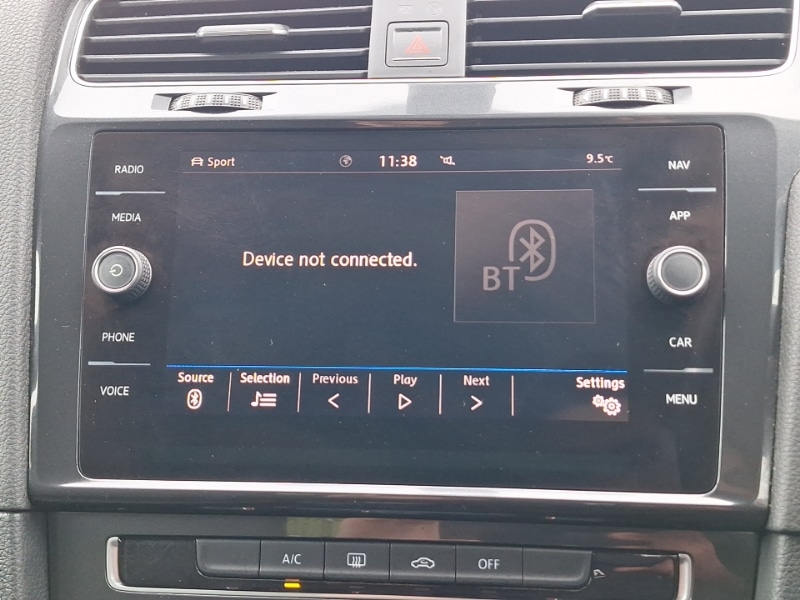 RADIO
MEDIA
PHONE
VOICE
Sport 11:38 9.5°C
Device not connected.
BT
Source Selection Previous Play Next Settings
NAV
APP
CAR
MENU
A/C OFF